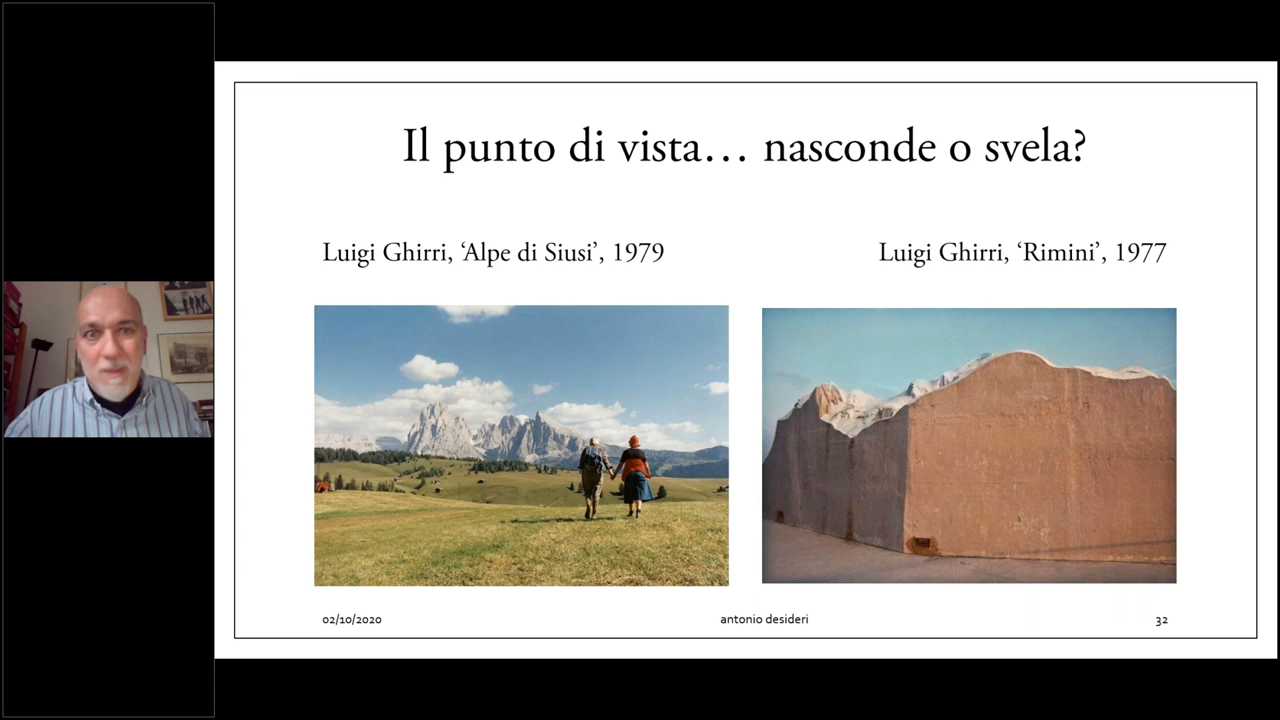 Il punto di vista… nasconde o svela?
Luigi Ghirri, ‘Alpe di Siusi’, 1979
Luigi Ghirri, ‘Rimini’, 1977
02/10/2020
antonio desideri
32